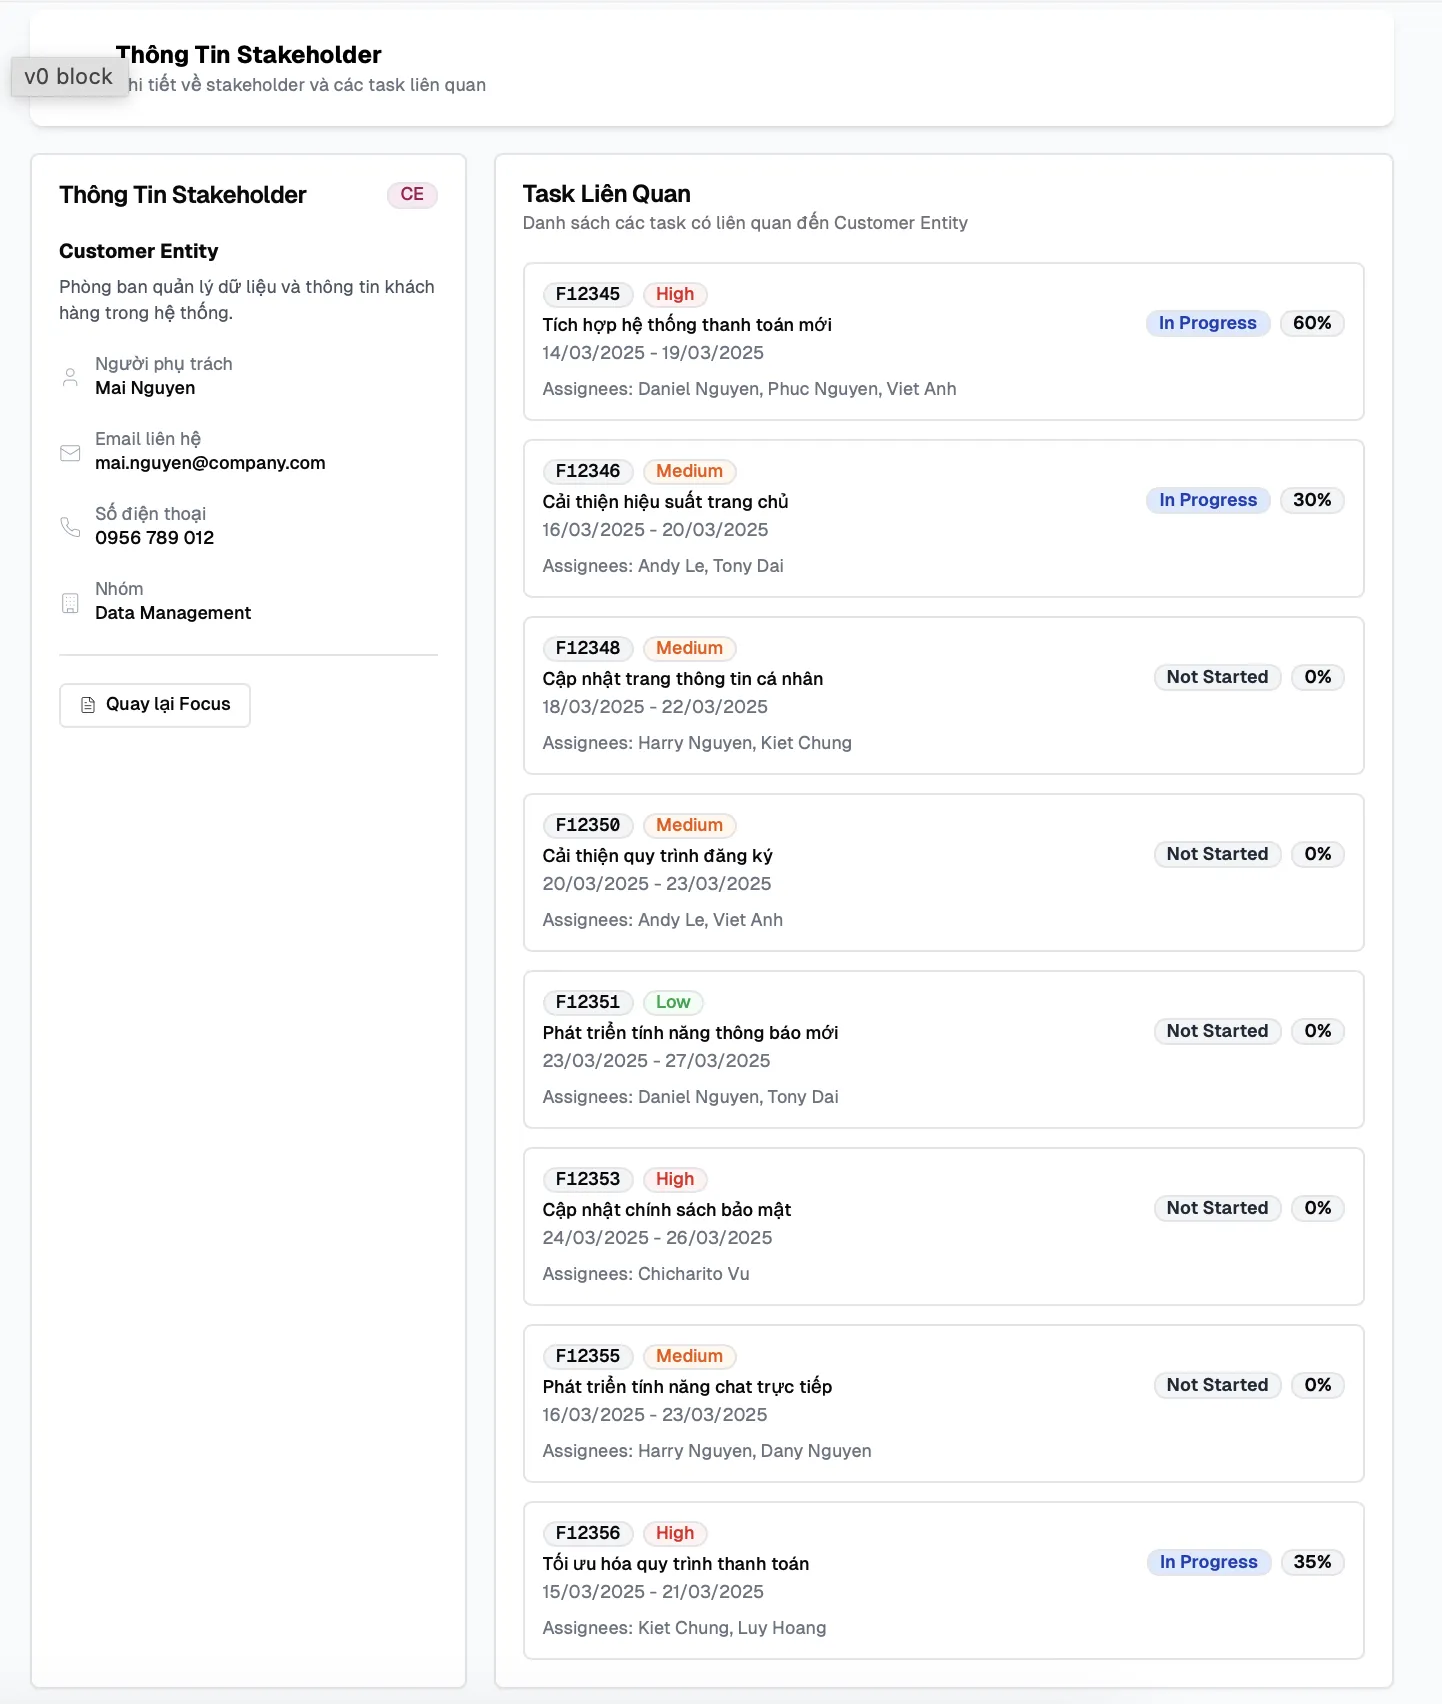 Thông Tin Stakeholder
v0 block
hi tiết về stakeholder và các task liên quan
Thông Tin Stakeholder
CE
Customer Entity
Phòng ban quản lý dữ liệu và thông tin khách
hàng trong hệ thống.
Người phụ trách
Mai Nguyen
Email liên hệ
mai.nguyen@company.com
Số điện thoại
0956 789 012
Nhóm
Data Management
Quay lại Focus
Task Liên Quan
Danh sách các task có liên quan đến Customer Entity
F12345 High
Tích hợp hệ thống thanh toán mới
14/03/2025 - 19/03/2025
Assignees: Daniel Nguyen, Phuc Nguyen, Viet Anh
In Progress 60%
F12346 Medium
Cải thiện hiệu suất trang chủ
16/03/2025 - 20/03/2025
Assignees: Andy Le, Tony Dai
In Progress 30%
F12348 Medium
Cập nhật trang thông tin cá nhân
18/03/2025 - 22/03/2025
Assignees: Harry Nguyen, Kiet Chung
Not Started 0%
F12350 Medium
Cải thiện quy trình đăng ký
20/03/2025 - 23/03/2025
Assignees: Andy Le, Viet Anh
Not Started 0%
F12351 Low
Phát triển tính năng thông báo mới
23/03/2025 - 27/03/2025
Assignees: Daniel Nguyen, Tony Dai
Not Started 0%
F12353 High
Cập nhật chính sách bảo mật
24/03/2025 - 26/03/2025
Assignees: Chicharito Vu
Not Started 0%
F12355 Medium
Phát triển tính năng chat trực tiếp
16/03/2025 - 23/03/2025
Assignees: Harry Nguyen, Dany Nguyen
Not Started 0%
F12356 High
Tối ưu hóa quy trình thanh toán
15/03/2025 - 21/03/2025
Assignees: Kiet Chung, Luy Hoang
In Progress 35%